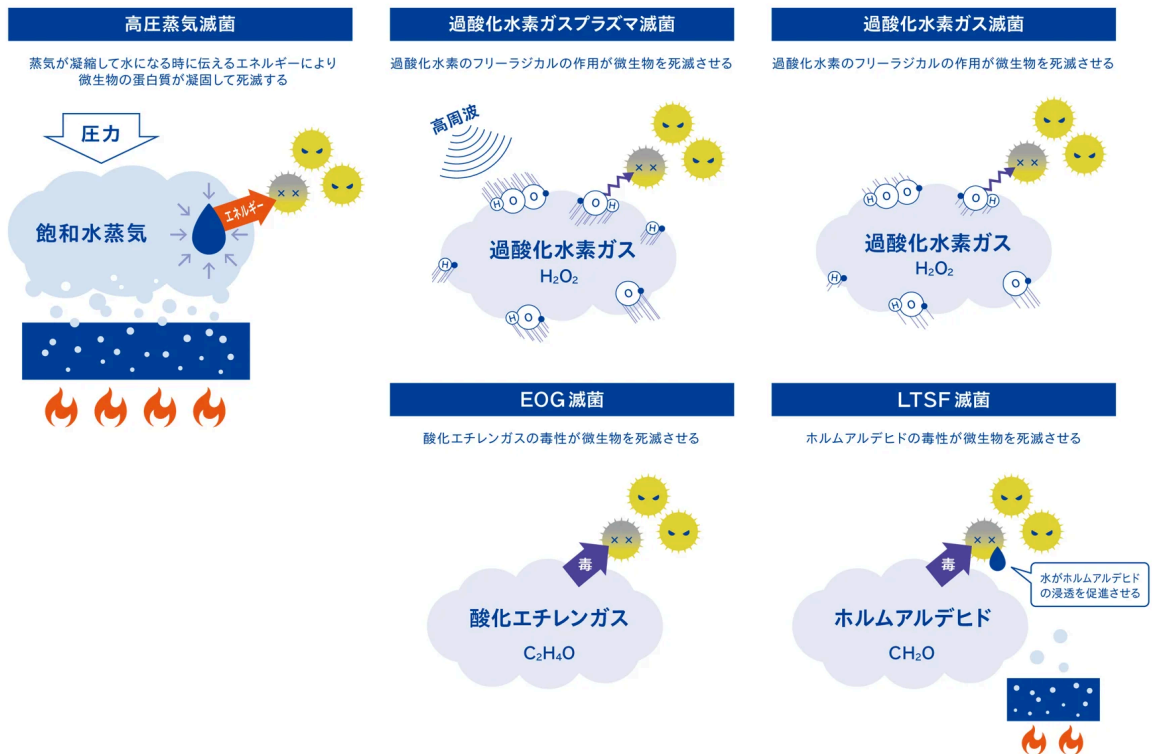 高圧蒸気滅菌
蒸気が凝縮して水になる時に伝えるエネルギーにより
微生物の蛋白質が凝固して死滅する
圧力
飽和水蒸気
エネルギー
過酸化水素ガスプラズマ滅菌
過酸化水素のフリーラジカルの作用が微生物を死滅させる
高周波
H O O
O H
H
過酸化水素ガス
H₂O₂
H
O
H O
過酸化水素ガス滅菌
過酸化水素のフリーラジカルの作用が微生物を死滅させる
H O O
O H
過酸化水素ガス
H₂O₂
H
O
H O
EOG滅菌
酸化エチレンガスの毒性が微生物を死滅させる
毒
酸化エチレンガス
C₂H₄O
LTSF滅菌
ホルムアルデヒドの毒性が微生物を死滅させる
毒
水がホルムアルデヒド
の浸透を促進させる
ホルムアルデヒド
CH₂O